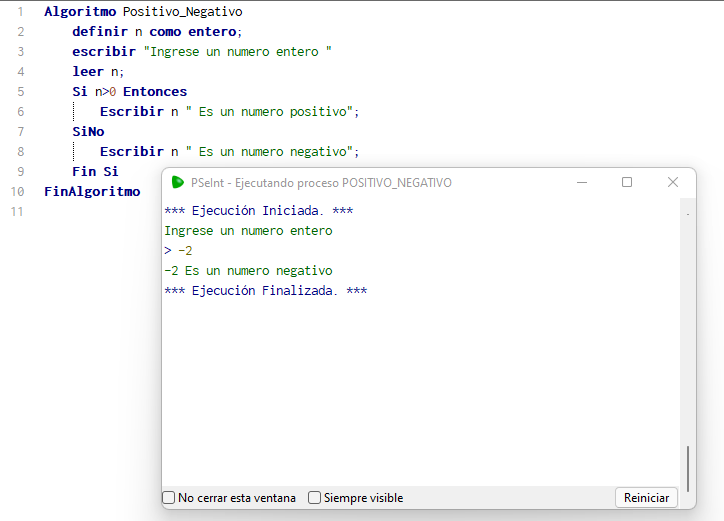 1 Algoritmo Positivo_Negativo
2 definir n como entero;
3 escribir "Ingrese un numero entero "
4 leer n;
5 Si n>0 Entonces
6 Escribir n " Es un numero positivo";
7 SiNo
8 Escribir n " Es un numero negativo";
9 Fin Si
10 FinAlgoritmo
11
PSeInt - Ejecutando proceso POSITIVO_NEGATIVO
*** Ejecución Iniciada. ***
Ingrese un numero entero
> -2
-2 Es un numero negativo
*** Ejecución Finalizada. ***
No cerrar esta ventana Siempre visible Reiniciar